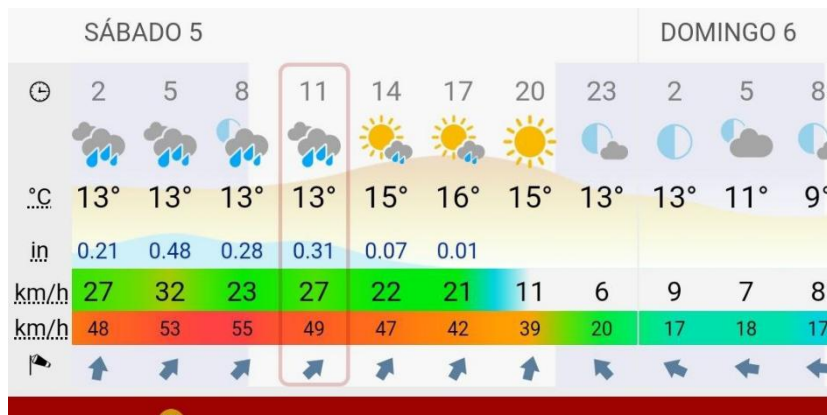 SÁBADO 5 DOMINGO 6
2 5 8 11 14 17 20 23 2 5 8
°C 13° 13° 13° 13° 15° 16° 15° 13° 13° 11° 9°
in 0.21 0.48 0.28 0.31 0.07 0.01
km/h 27 32 23 27 22 21 11 6 9 7 8
km/h 48 53 55 49 47 42 39 20 17 18 17